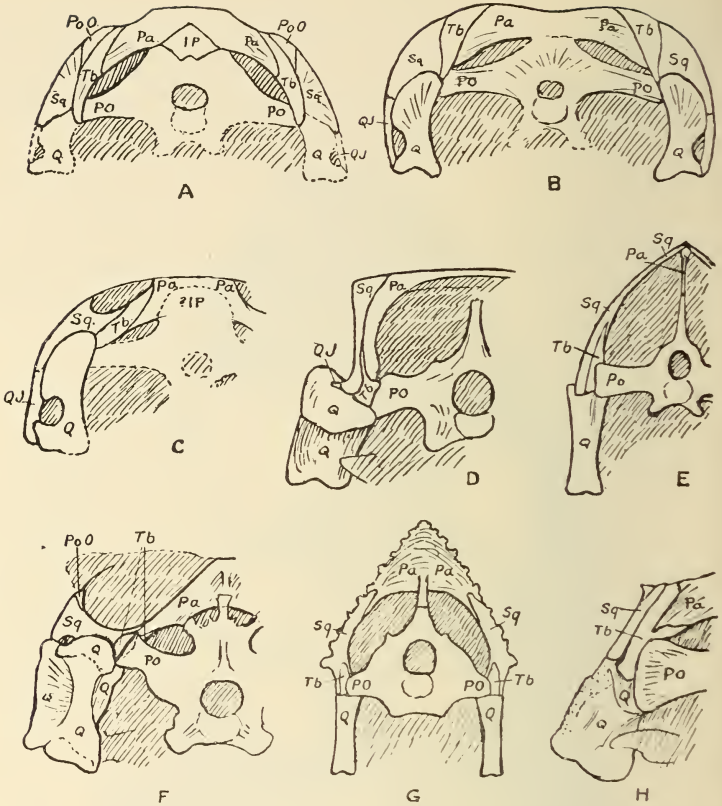 PoO Pa IP Pa PoO
Tb Tb
Sq Sq
PO PO
Q Q QJ
A
Tb Pa Pa Tb
Sq Sq
PO PO
QJ Q Q
B
Pa Pa
?IP
Sq. Tb
QJ
Q
C
Sq Pa
QJ
Tb PO
Q
Q
D
Sq
Pa
Sq
Tb
Po
Q
E
PoO Tb
Pa
Sq
Q PO
Q
Q
F
Pa Pa
Sq Sq
Tb PO PO Tb
Q Q
G
Sq Pa
Tb
PO
Q
Q
H